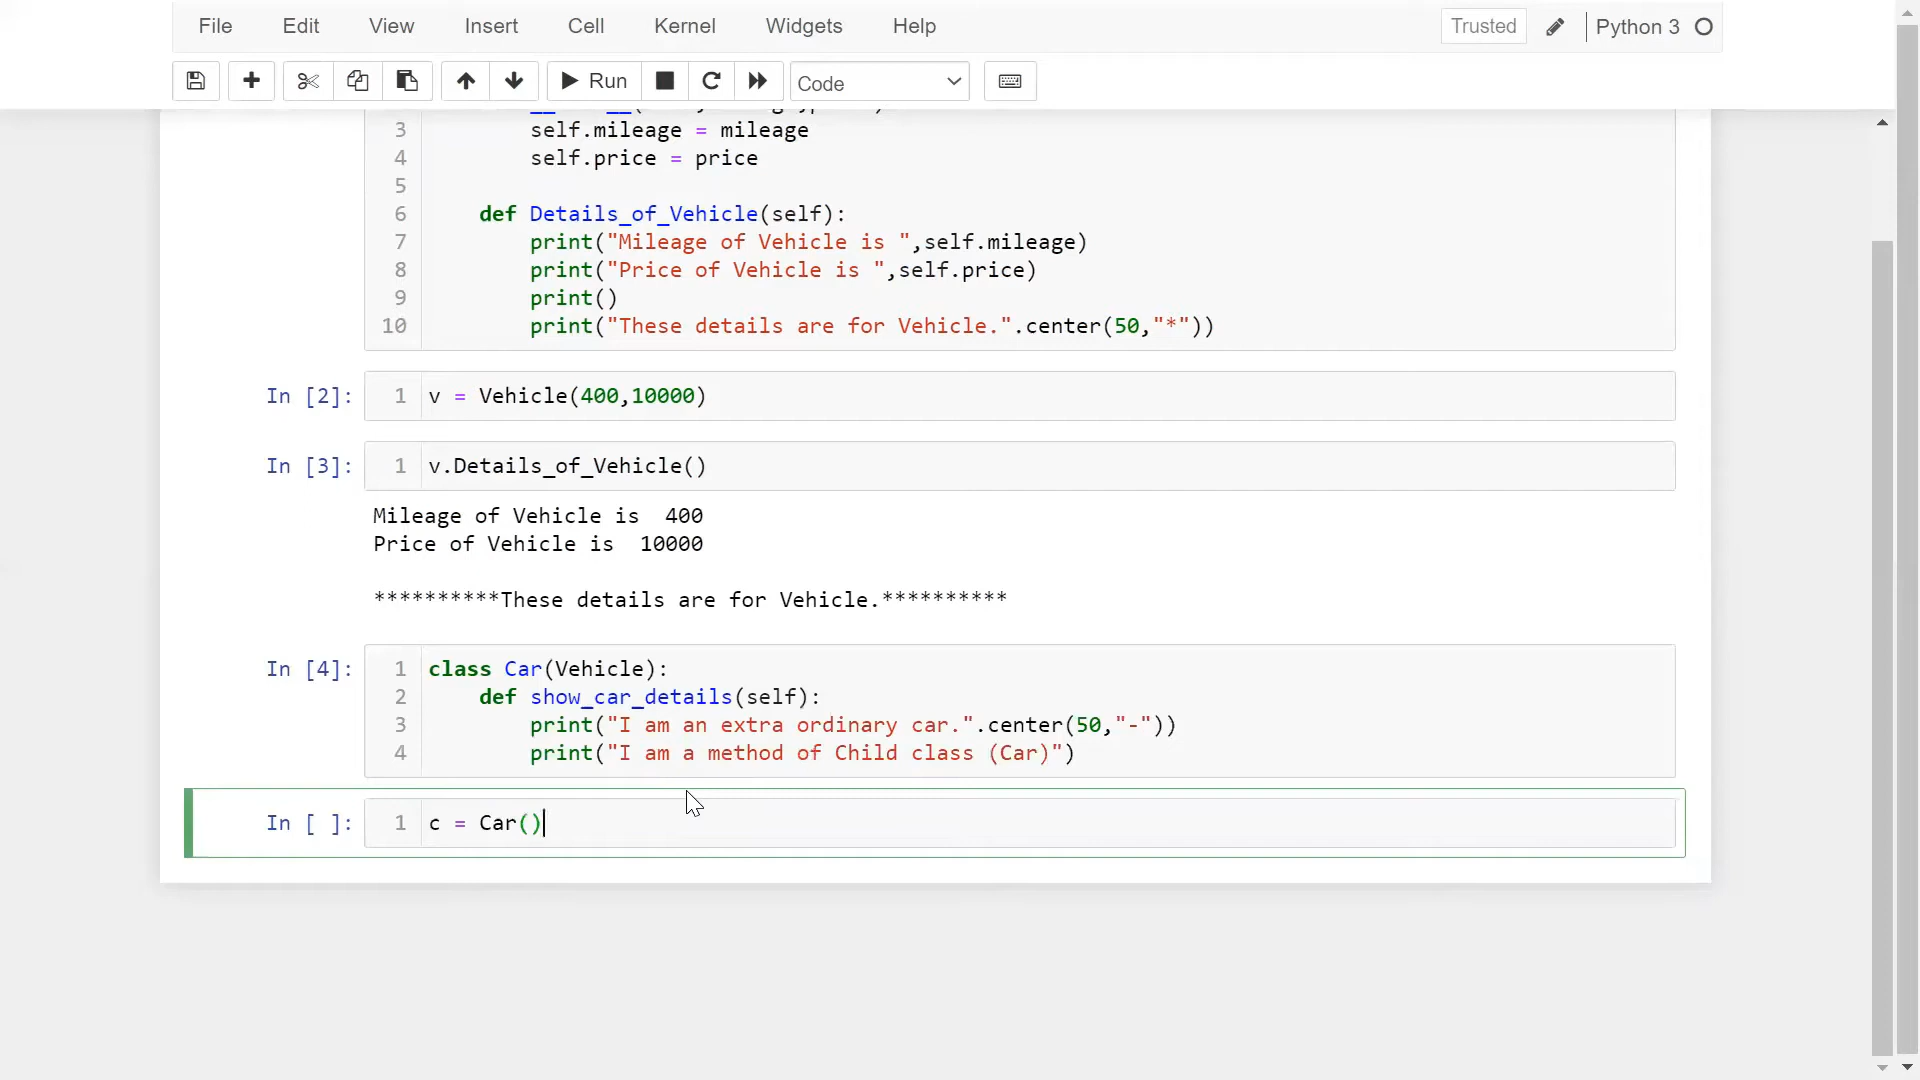 File Edit View Insert Cell Kernel Widgets Help Trusted Python 3
Run Code
3 self.mileage = mileage
4 self.price = price
5
6 def Details_of_Vehicle(self):
7 print("Mileage of Vehicle is ",self.mileage)
8 print("Price of Vehicle is ",self.price)
9 print()
10 print("These details are for Vehicle.".center(50,"*"))
In [2]: 1 v = Vehicle(400,10000)
In [3]: 1 v.Details_of_Vehicle()
Mileage of Vehicle is  400
Price of Vehicle is  10000
**********These details are for Vehicle.**********
In [4]: 1 class Car(Vehicle):
2 def show_car_details(self):
3 print("I am an extra ordinary car.".center(50,"-"))
4 print("I am a method of Child class (Car)")
In [ ]: 1 c = Car()